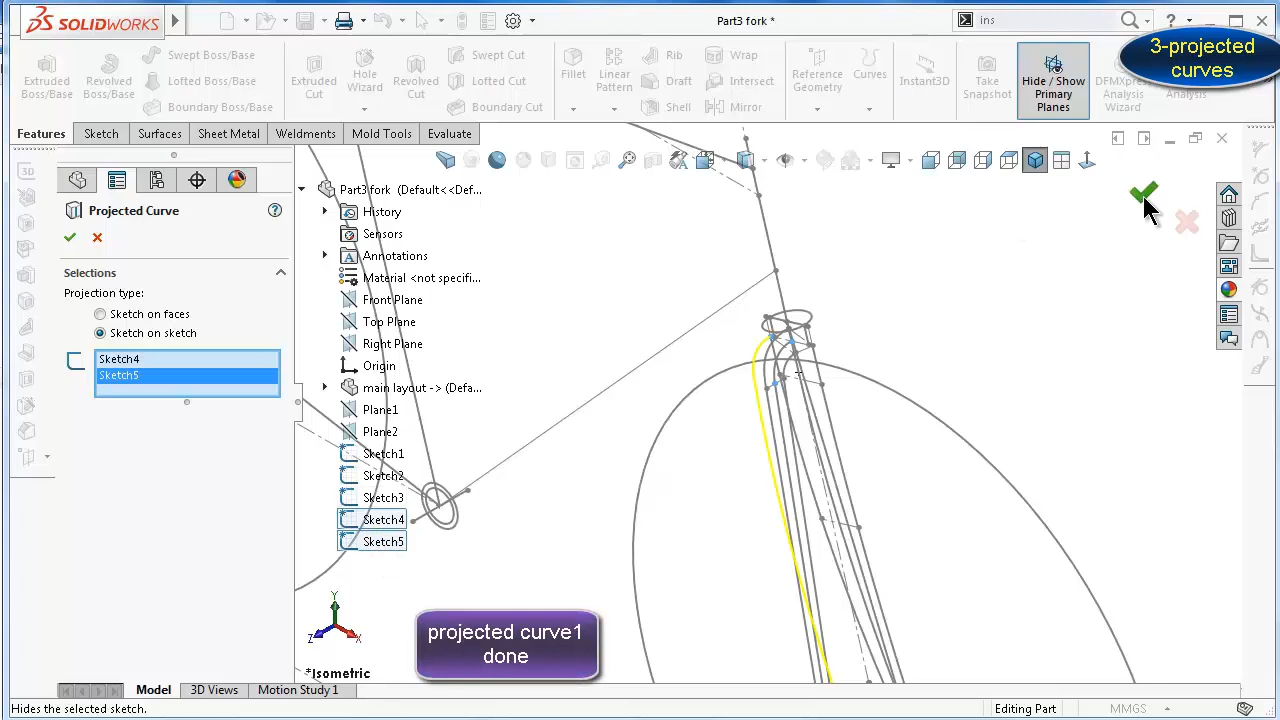 SOLIDWORKS
Part3 fork *
ins
3-projected
curves
Extruded
Boss/Base
Revolved
Boss/Base
Swept Boss/Base
Lofted Boss/Base
Boundary Boss/Base
Extruded
Cut
Hole
Wizard
Revolved
Cut
Swept Cut
Lofted Cut
Boundary Cut
Fillet
Linear
Pattern
Rib
Draft
Shell
Wrap
Intersect
Mirror
Reference
Geometry
Curves
Instant3D
Take
Snapshot
Hide / Show
Primary
Planes
DFMXpress
Analysis
Wizard
Analysis
Features
Sketch
Surfaces
Sheet Metal
Weldments
Mold Tools
Evaluate
Projected Curve
Selections
Projection type:
Sketch on faces
Sketch on sketch
Sketch4
Sketch5
Part3 fork (Default<<Def...
History
Sensors
Annotations
Material <not specifi...
Front Plane
Top Plane
Right Plane
Origin
main layout -> (Defa...
Plane1
Plane2
Sketch1
Sketch2
Sketch3
Sketch4
Sketch5
Y
Z
X
*Isometric
projected curve1
done
Model
3D Views
Motion Study 1
Hides the selected sketch.
Editing Part
MMGS